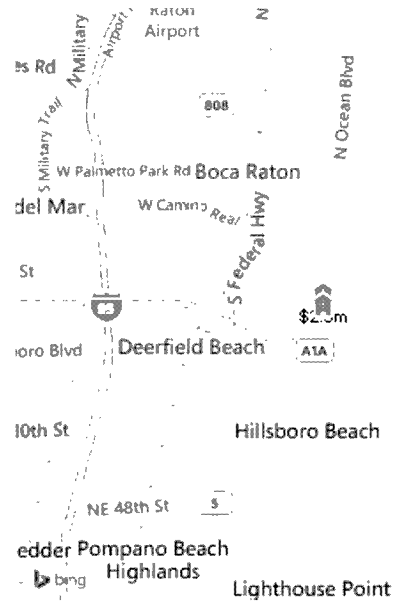 Raton
Airport
N Military
Airport
N
es Rd
N Ocean Blvd
808
S Military Trail
W Palmetto Park Rd
Boca Raton
del Mar
W Camino Real
S Federal Hwy
St
Deerfield Beach
A1A
oro Blvd
10th St
Hillsboro Beach
NE 48th St
5
edder
Pompano Beach
Highlands
bing
Lighthouse Point